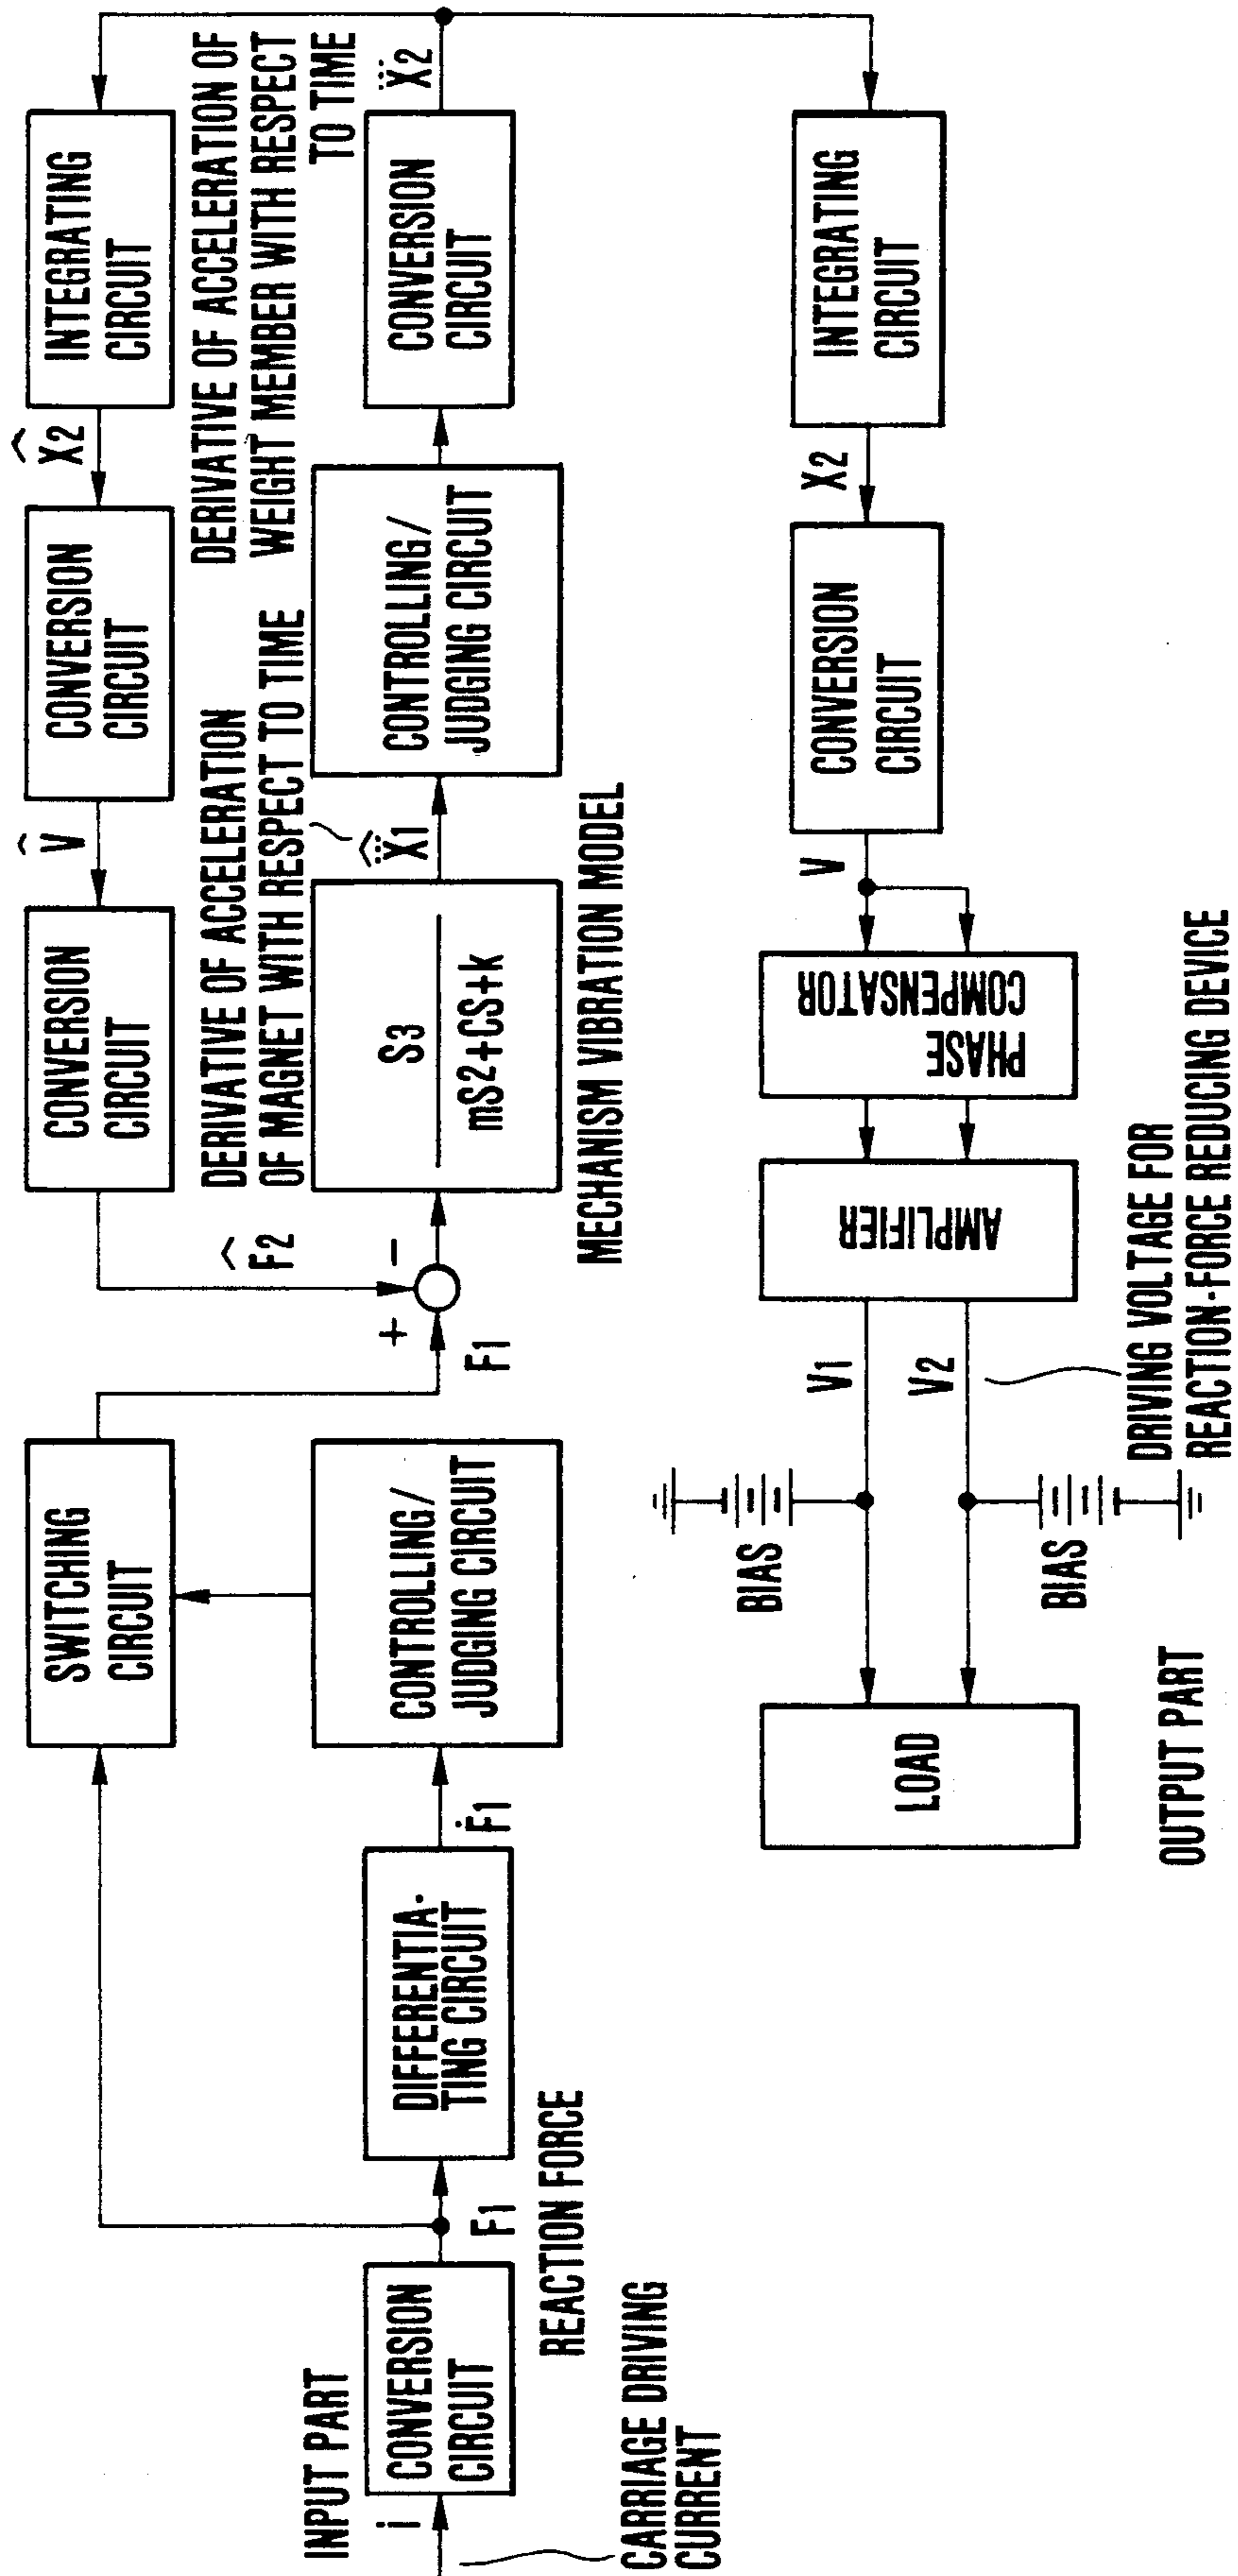 INPUT PART
i
CARRIAGE DRIVING
CURRENT
CONVERSION
CIRCUIT
F1
REACTION FORCE
DIFFERENTIA-
TING CIRCUIT
Ḟ1
CONTROLLING/
JUDGING CIRCUIT
SWITCHING
CIRCUIT
F1
+
−
F̂2
S3
mS2+CS+k
MECHANISM VIBRATION MODEL
X̂⃛1
DERIVATIVE OF ACCELERATION
OF MAGNET WITH RESPECT TO TIME
CONTROLLING/
JUDGING CIRCUIT
CONVERSION
CIRCUIT
X⃛2
DERIVATIVE OF ACCELERATION OF
WEIGHT MEMBER WITH RESPECT
TO TIME
INTEGRATING
CIRCUIT
X̂2
CONVERSION
CIRCUIT
V̂
CONVERSION
CIRCUIT
INTEGRATING
CIRCUIT
X2
CONVERSION
CIRCUIT
V
PHASE
COMPENSATOR
AMPLIFIER
V1
V2
DRIVING VOLTAGE FOR
REACTION-FORCE REDUCING DEVICE
BIAS
BIAS
LOAD
OUTPUT PART